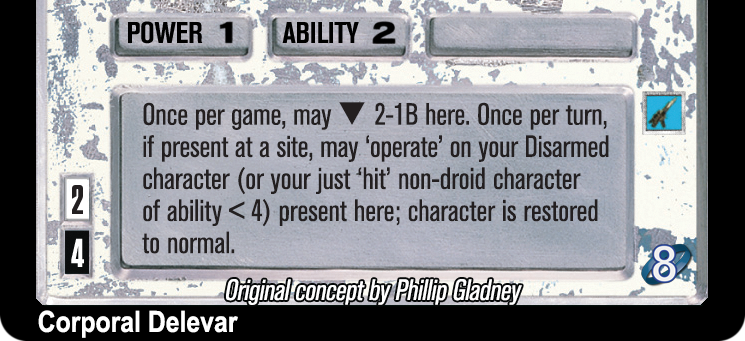 POWER 1 ABILITY 2
Once per game, may ▼ 2-1B here. Once per turn,
if present at a site, may ‘operate’ on your Disarmed
character (or your just ‘hit’ non-droid character
of ability < 4) present here; character is restored
to normal.
2
4
8
Original concept by Phillip Gladney
Corporal Delevar